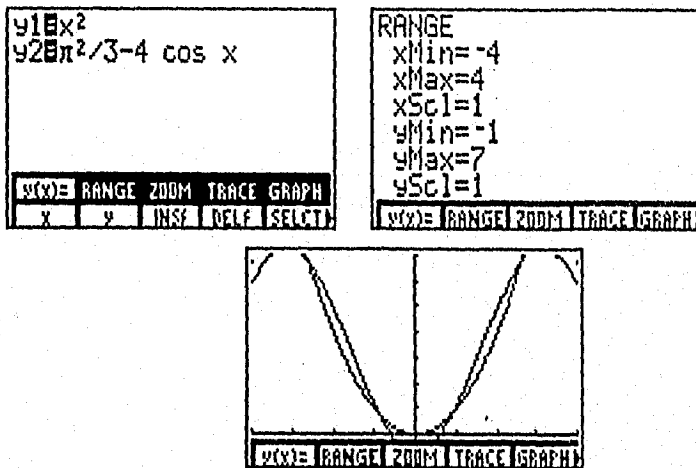 y1=x²
y2=π²/3-4 cos x
y(x)= RANGE ZOOM TRACE GRAPH
x y INSf DELf SELCT▶
RANGE
xMin=-4
xMax=4
xScl=1
yMin=-1
yMax=7
yScl=1
y(x)= RANGE ZOOM TRACE GRAPH▶
y(x)= RANGE ZOOM TRACE GRAPH▶